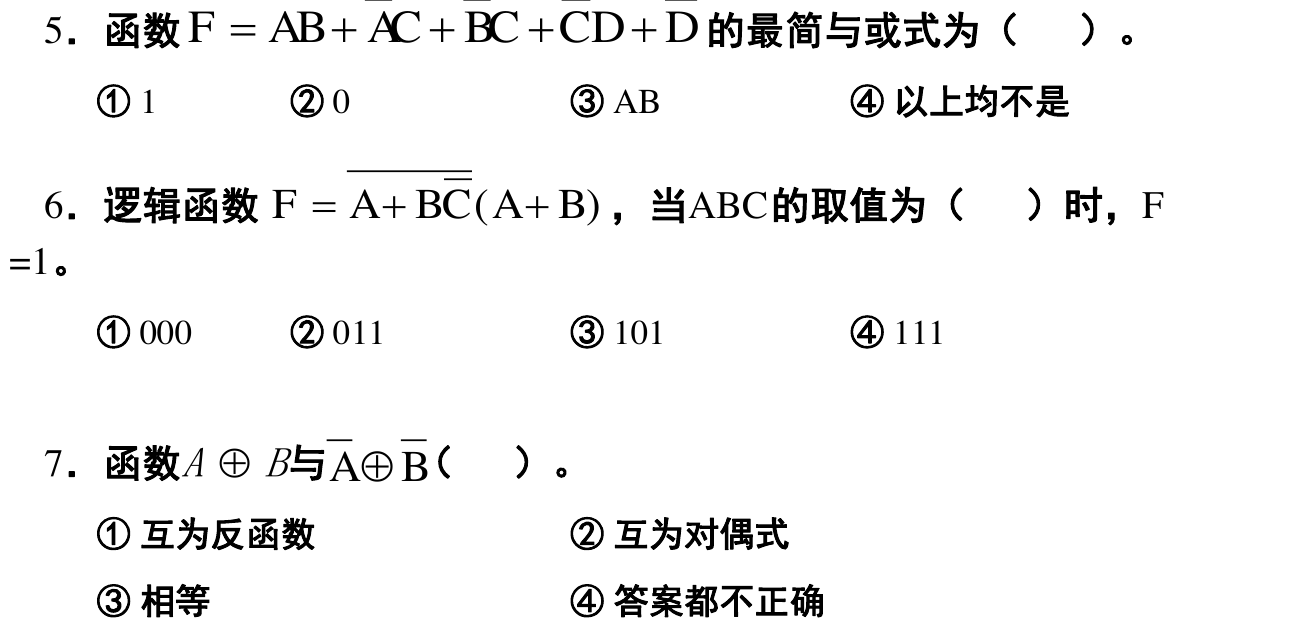 5．函数 F = AB + A̅C + B̅C + C̅D + D̅ 的最简与或式为（　　）。
① 1　② 0　③ AB　④ 以上均不是
6．逻辑函数 F = \overline{A + B\overline{C}}(A + B)，当ABC的取值为（　　）时，F
=1。
① 000　② 011　③ 101　④ 111
7．函数A ⊕ B与A̅⊕B̅（　　）。
① 互为反函数　② 互为对偶式
③ 相等　④ 答案都不正确